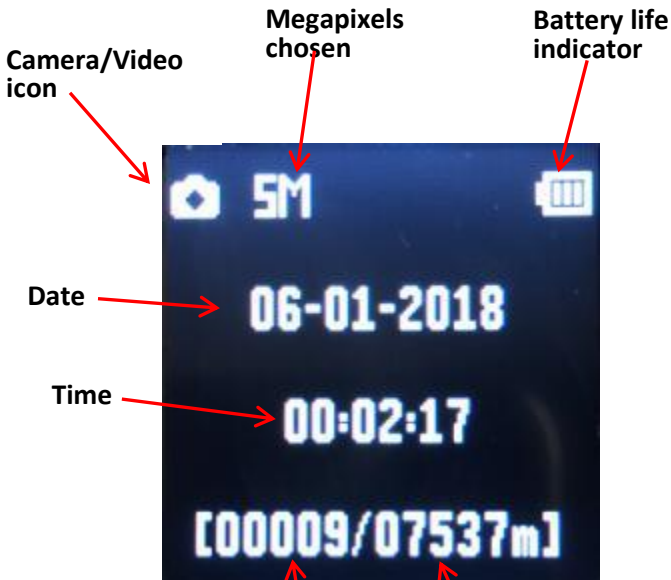 Megapixels
chosen
Battery life
indicator
Camera/Video
icon
5M
Date
06-01-2018
Time
00:02:17
[00009/07537m]